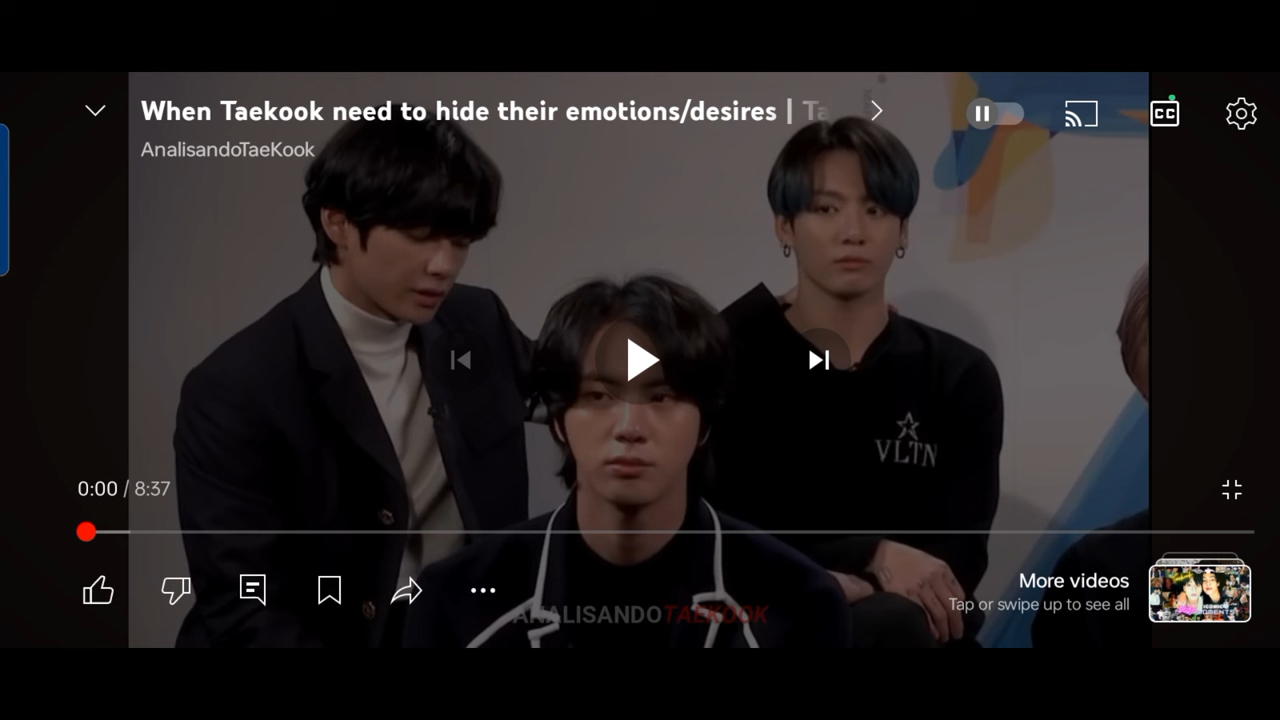 When Taekook need to hide their emotions/desires | Ta
AnalisandoTaeKook
CC
VLTN
0:00 / 8:37
More videos
Tap or swipe up to see all
ANALISANDOTAEKOOK